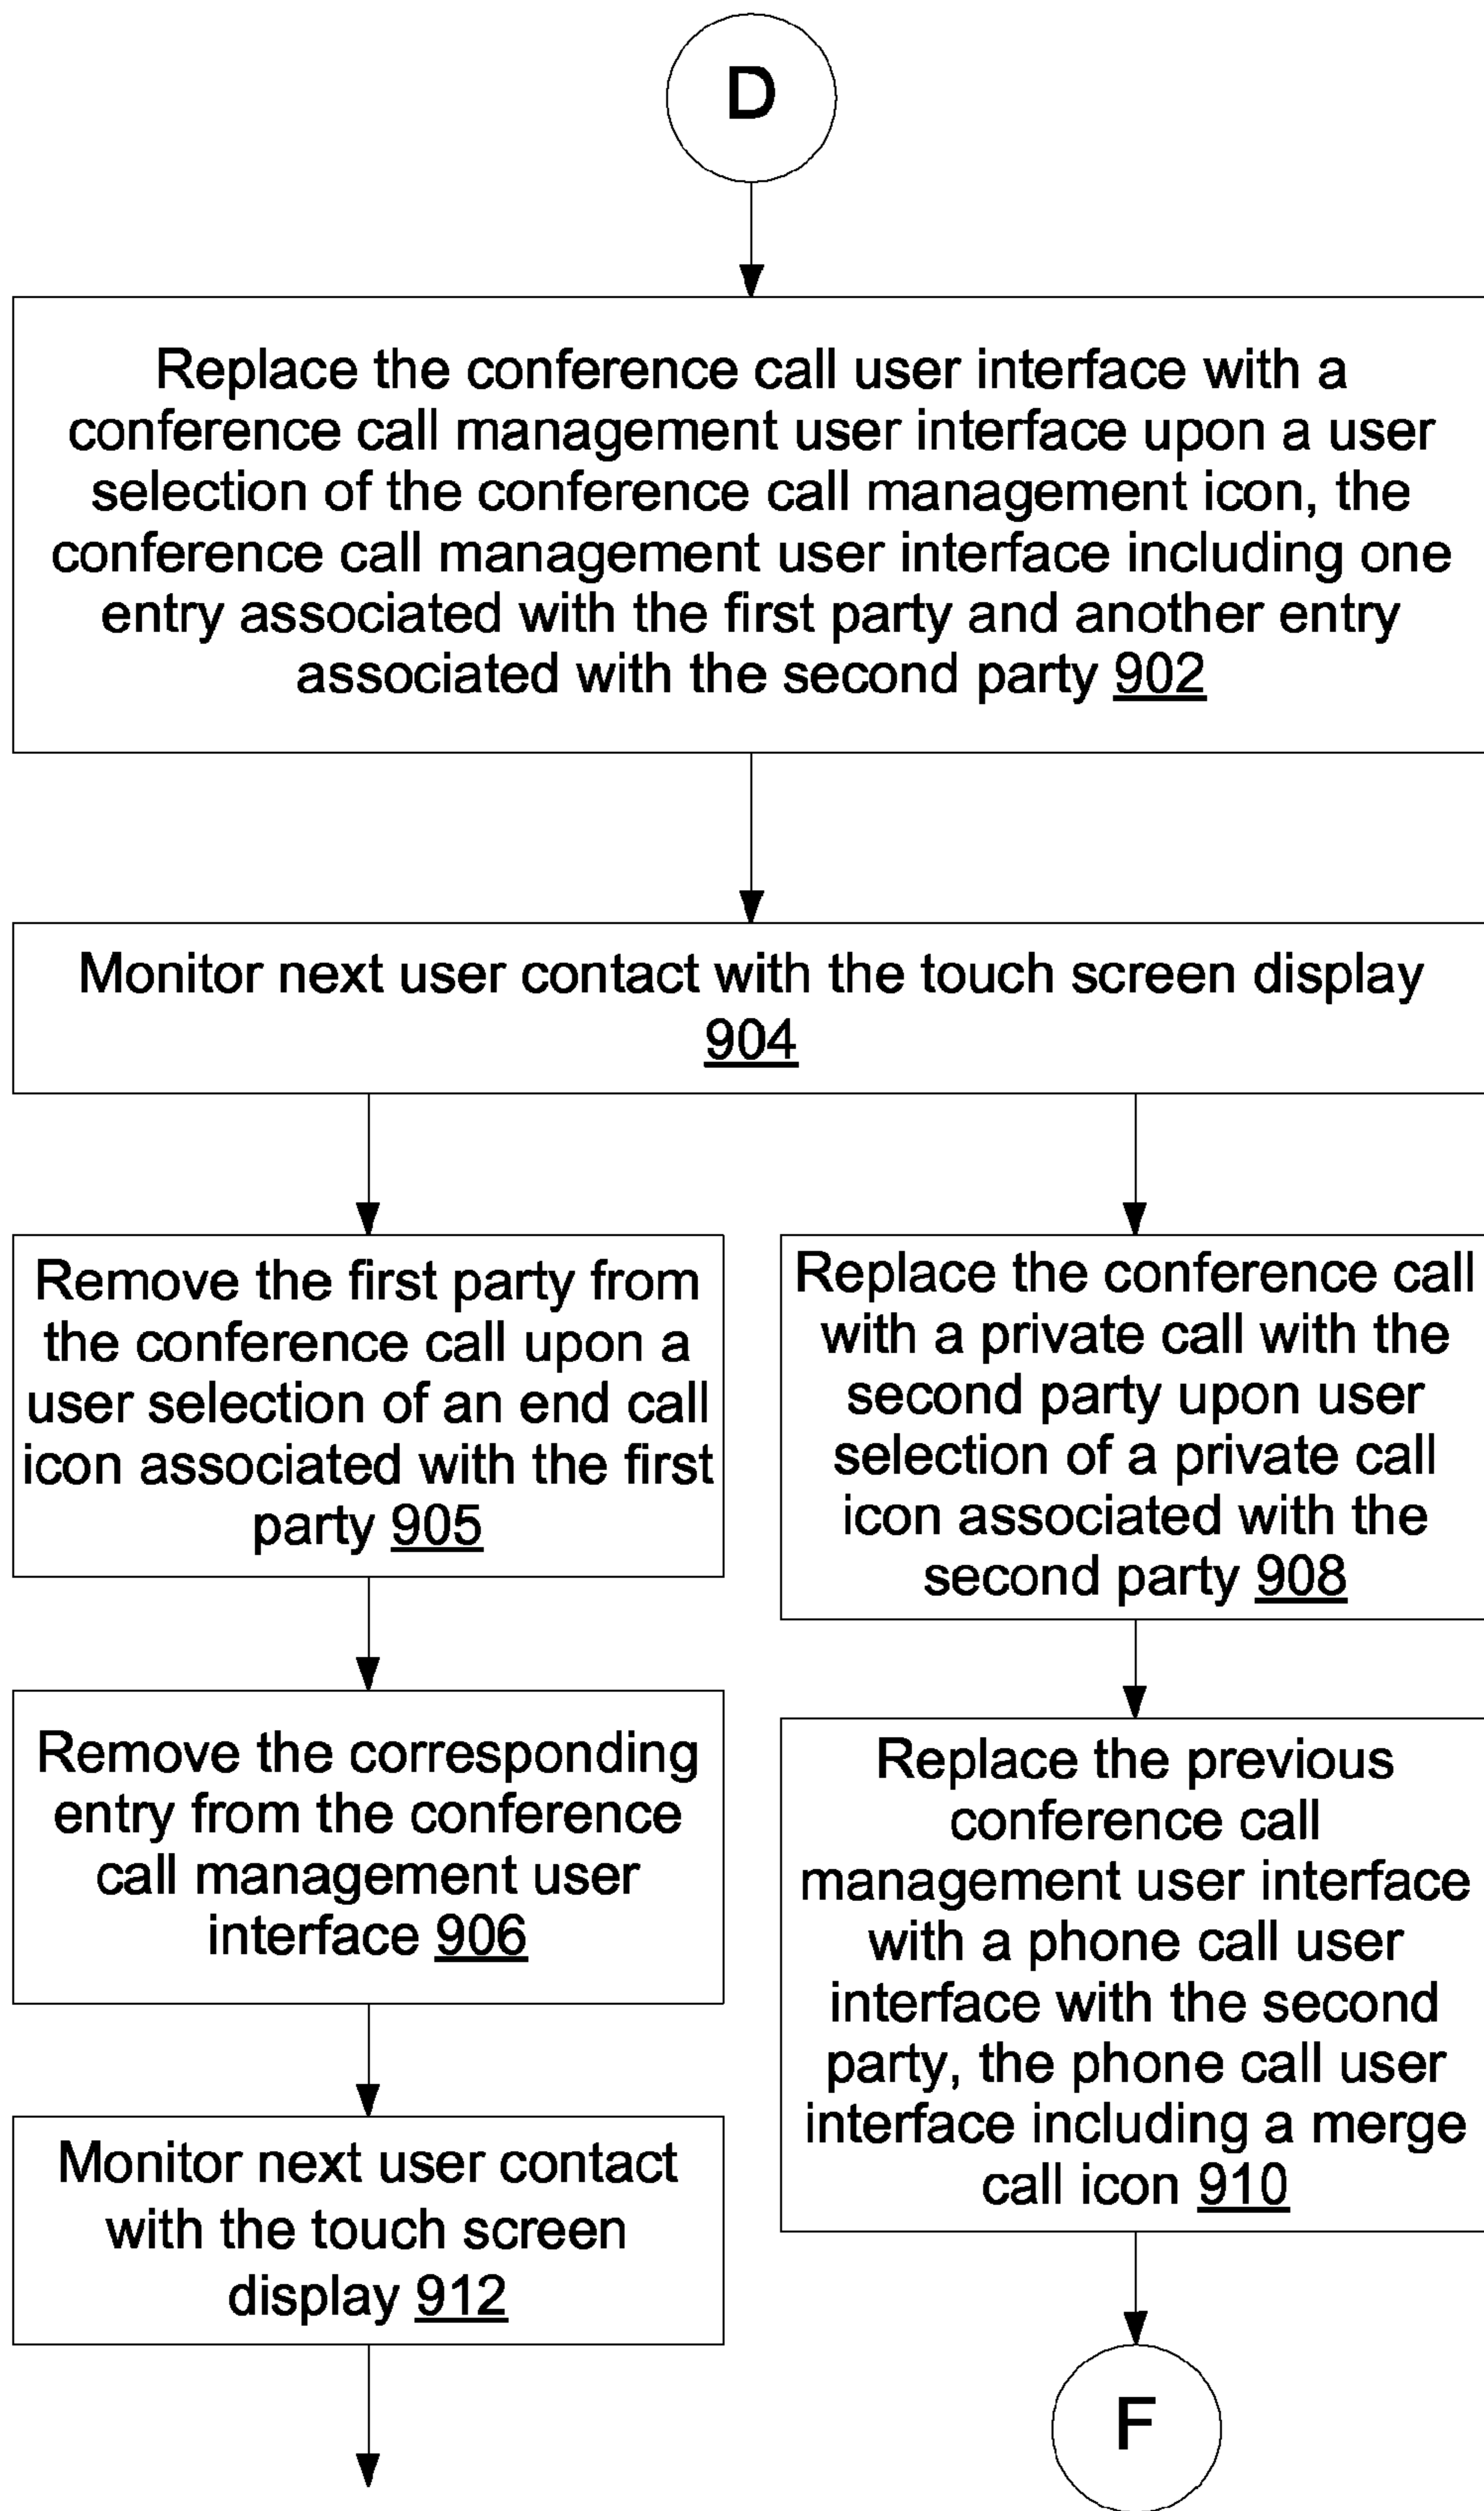 D
Replace the conference call user interface with a
conference call management user interface upon a user
selection of the conference call management icon, the
conference call management user interface including one
entry associated with the first party and another entry
associated with the second party 902
Monitor next user contact with the touch screen display
904
Remove the first party from
the conference call upon a
user selection of an end call
icon associated with the first
party 905
Remove the corresponding
entry from the conference
call management user
interface 906
Monitor next user contact
with the touch screen
display 912
Replace the conference call
with a private call with the
second party upon user
selection of a private call
icon associated with the
second party 908
Replace the previous
conference call
management user interface
with a phone call user
interface with the second
party, the phone call user
interface including a merge
call icon 910
F